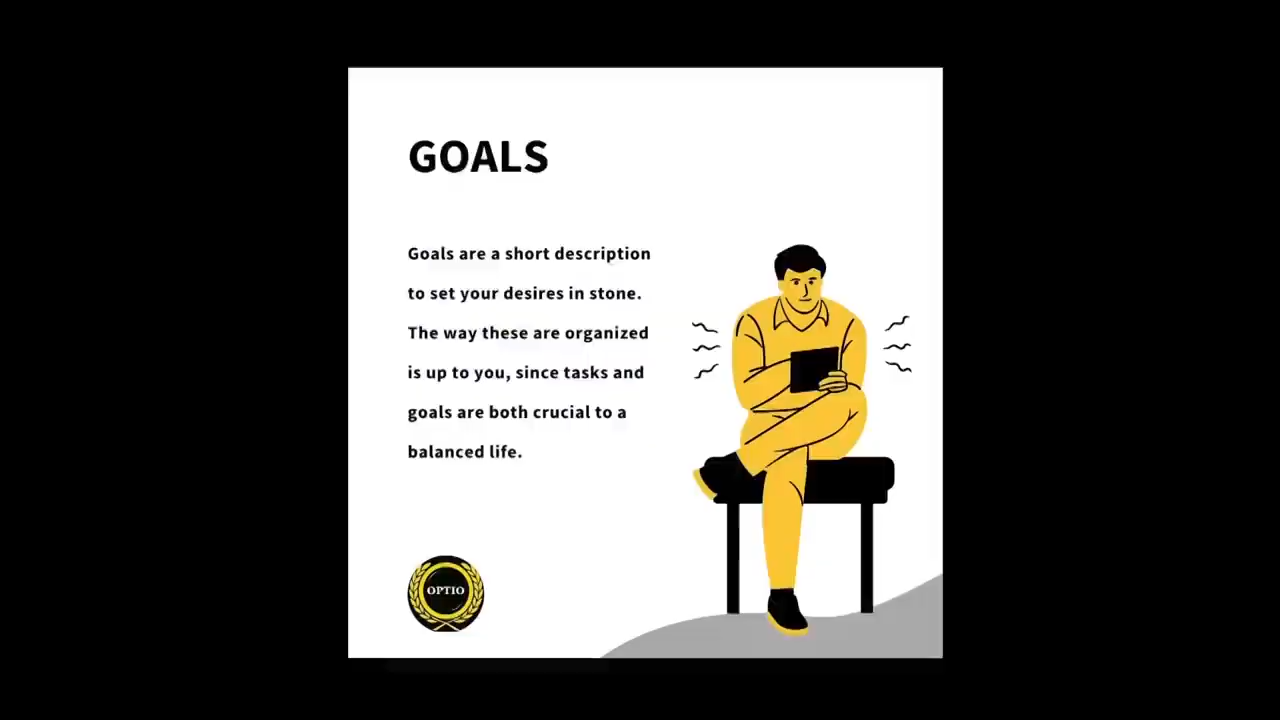 GOALS
Goals are a short description
to set your desires in stone.
The way these are organized
is up to you, since tasks and
goals are both crucial to a
balanced life.
OPTIO